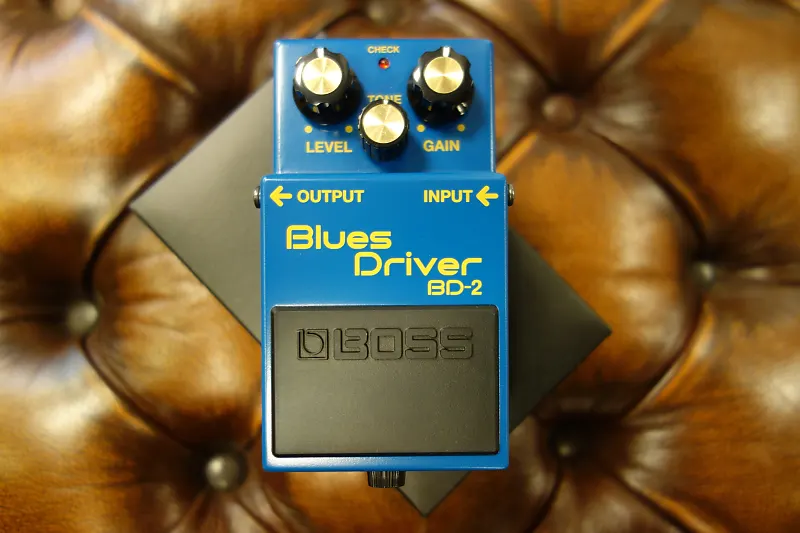 CHECK
TONE
LEVEL GAIN
OUTPUT INPUT
Blues
Driver
BD-2
BOSS